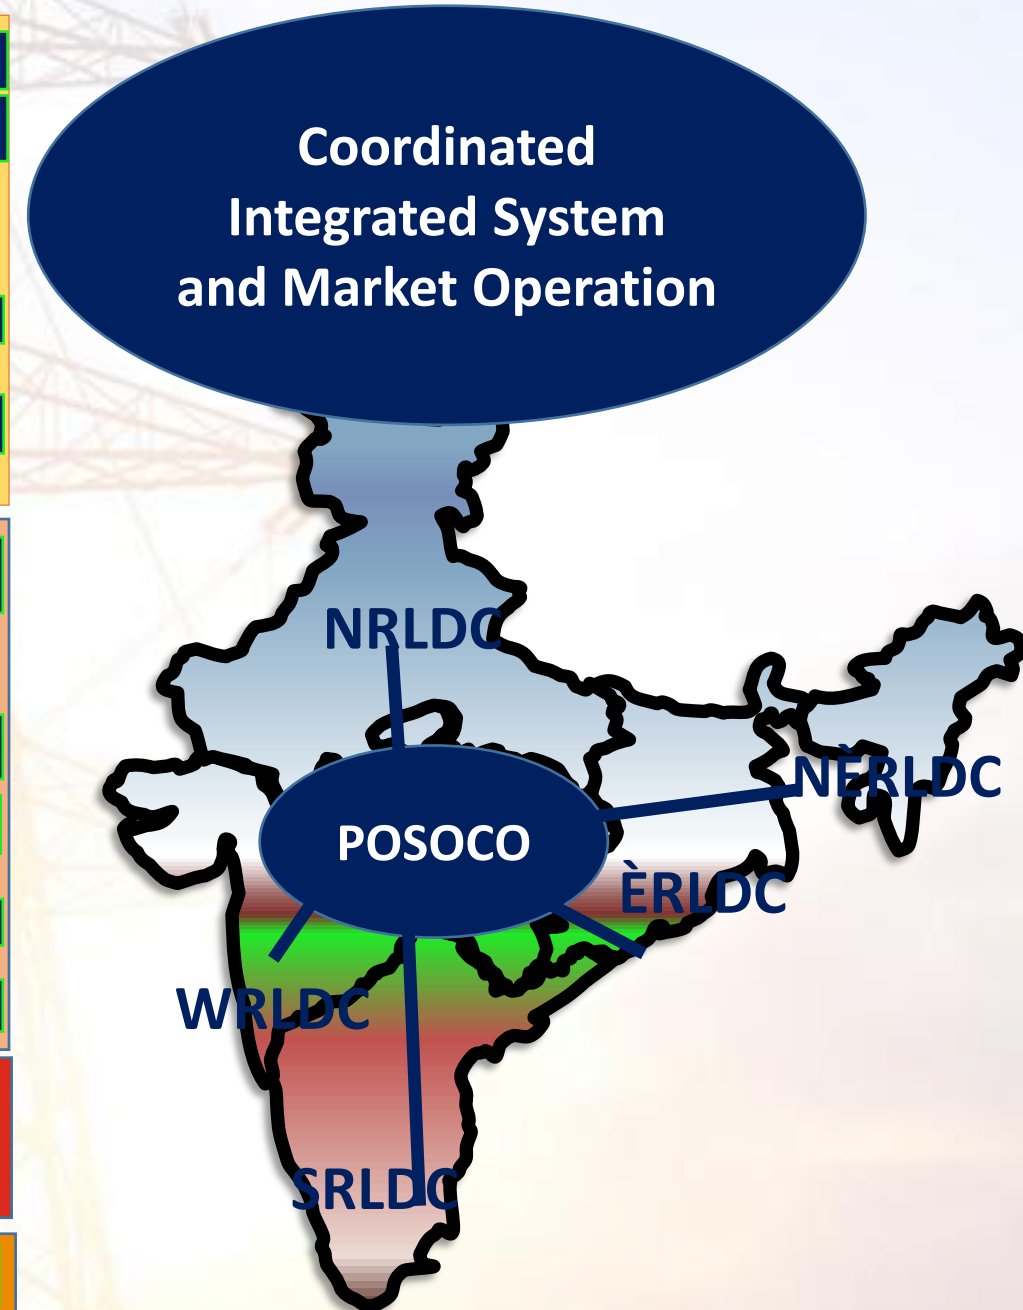 Coordinated
Integrated System
and Market Operation
NRLDC
NÈRLDC
POSOCO
ÈRLDC
WRLDC
SRLDC